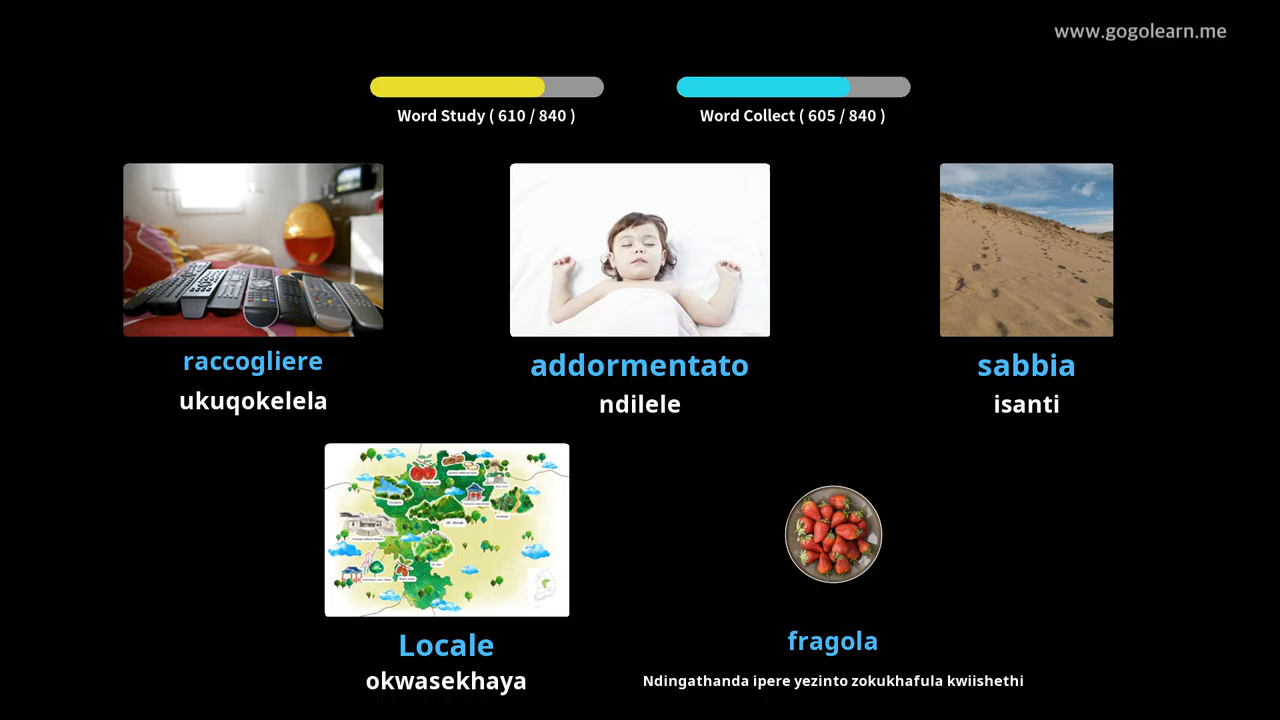 www.gogolearn.me
Word Study ( 610 / 840 )
Word Collect ( 605 / 840 )
raccogliere
ukuqokelela
addormentato
ndilele
sabbia
isanti
Locale
okwasekhaya
fragola
Ndingathanda ipere yezinto zokukhafula kwiishethi